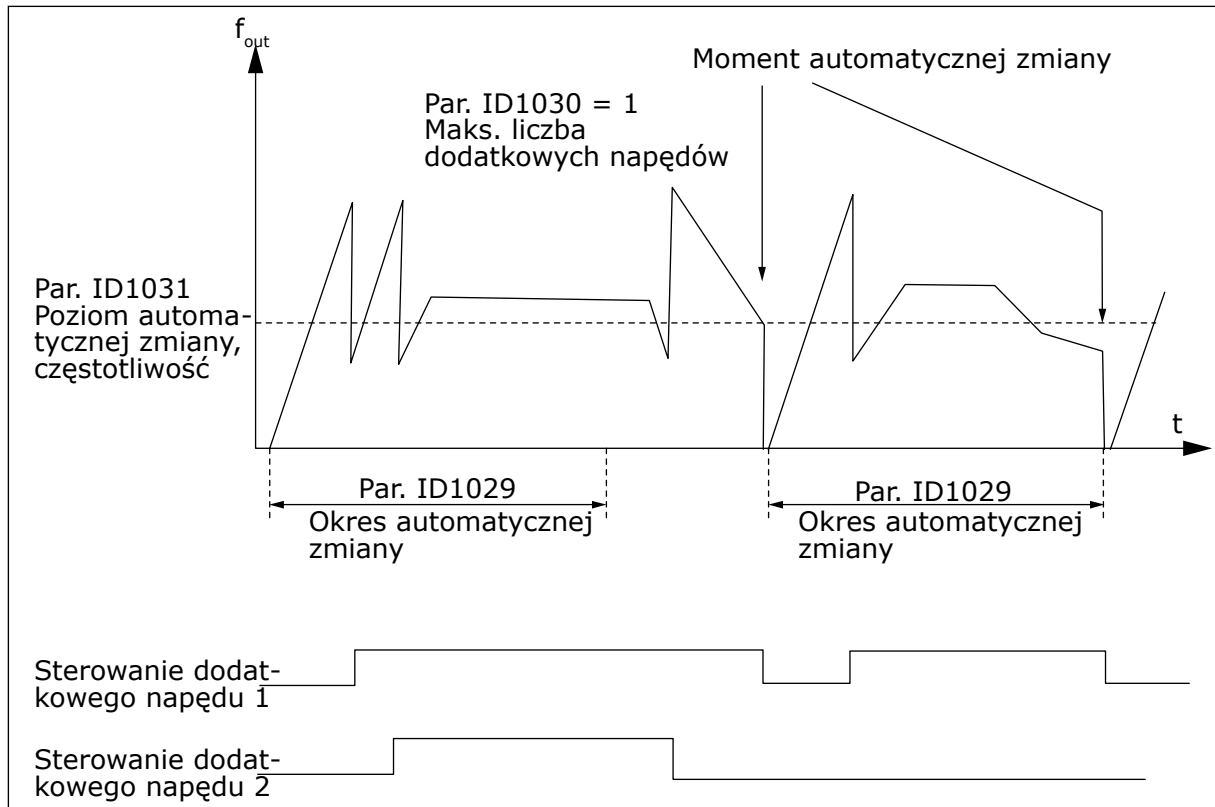 f out
Moment automatycznej zmiany
Par. ID1030 = 1
Maks. liczba
dodatkowych napędów
Par. ID1031
Poziom automa-
tycznej zmiany,
częstotliwość
t
Par. ID1029
Okres automatycznej
zmiany
Par. ID1029
Okres automatycznej
zmiany
Sterowanie dodat-
kowego napędu 1
Sterowanie dodat-
kowego napędu 2